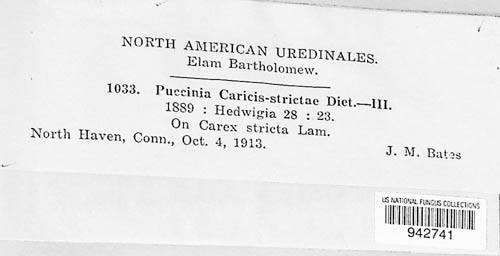 NORTH AMERICAN UREDINALES.
Elam Bartholomew.
1033. Puccinia Caricis-strictae Diet.—III.
1889 : Hedwigia 28 : 23.
On Carex stricta Lam.
North Haven, Conn., Oct. 4, 1913. J. M. Bates
US NATIONAL FUNGUS COLLECTIONS
942741